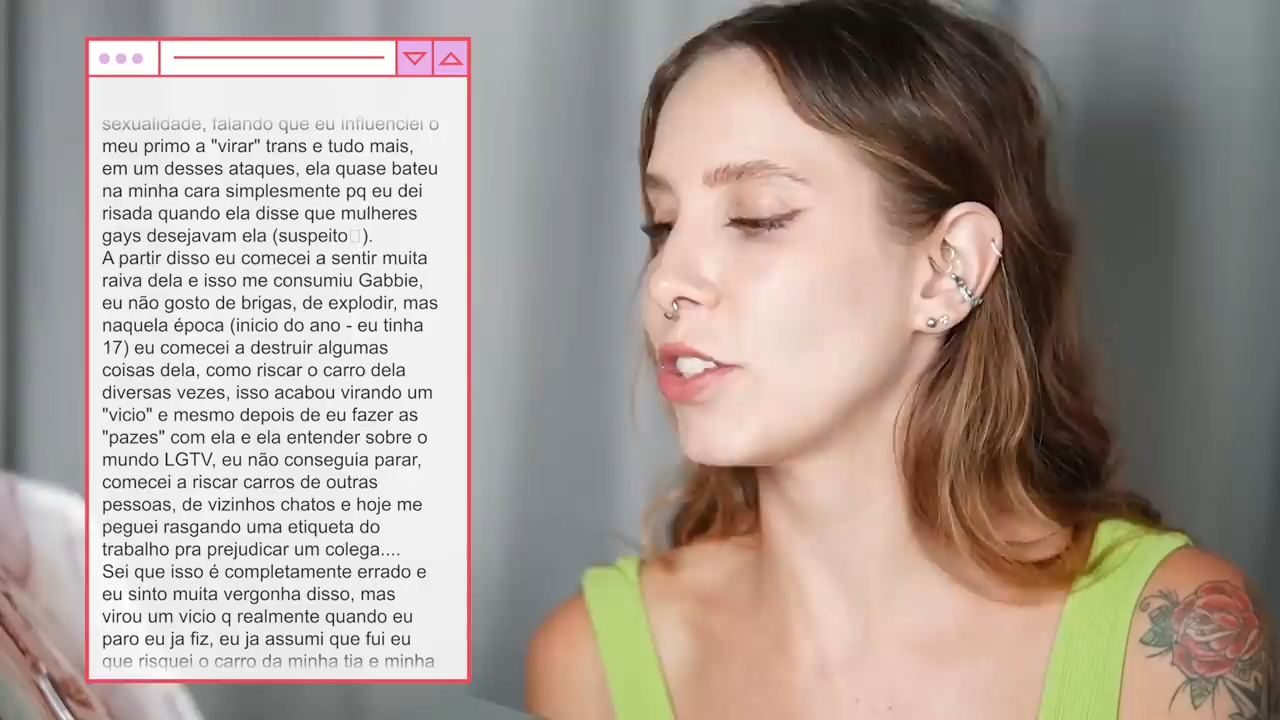 sexualidade, falando que eu influenciei o
meu primo a "virar" trans e tudo mais,
em um desses ataques, ela quase bateu
na minha cara simplesmente pq eu dei
risada quando ela disse que mulheres
gays desejavam ela (suspeito▯).
A partir disso eu comecei a sentir muita
raiva dela e isso me consumiu Gabbie,
eu não gosto de brigas, de explodir, mas
naquela época (inicio do ano - eu tinha
17) eu comecei a destruir algumas
coisas dela, como riscar o carro dela
diversas vezes, isso acabou virando um
"vicio" e mesmo depois de eu fazer as
"pazes" com ela e ela entender sobre o
mundo LGTV, eu não conseguia parar,
comecei a riscar carros de outras
pessoas, de vizinhos chatos e hoje me
peguei rasgando uma etiqueta do
trabalho pra prejudicar um colega....
Sei que isso é completamente errado e
eu sinto muita vergonha disso, mas
virou um vicio q realmente quando eu
paro eu ja fiz, eu ja assumi que fui eu
que risquei o carro da minha tia e minha